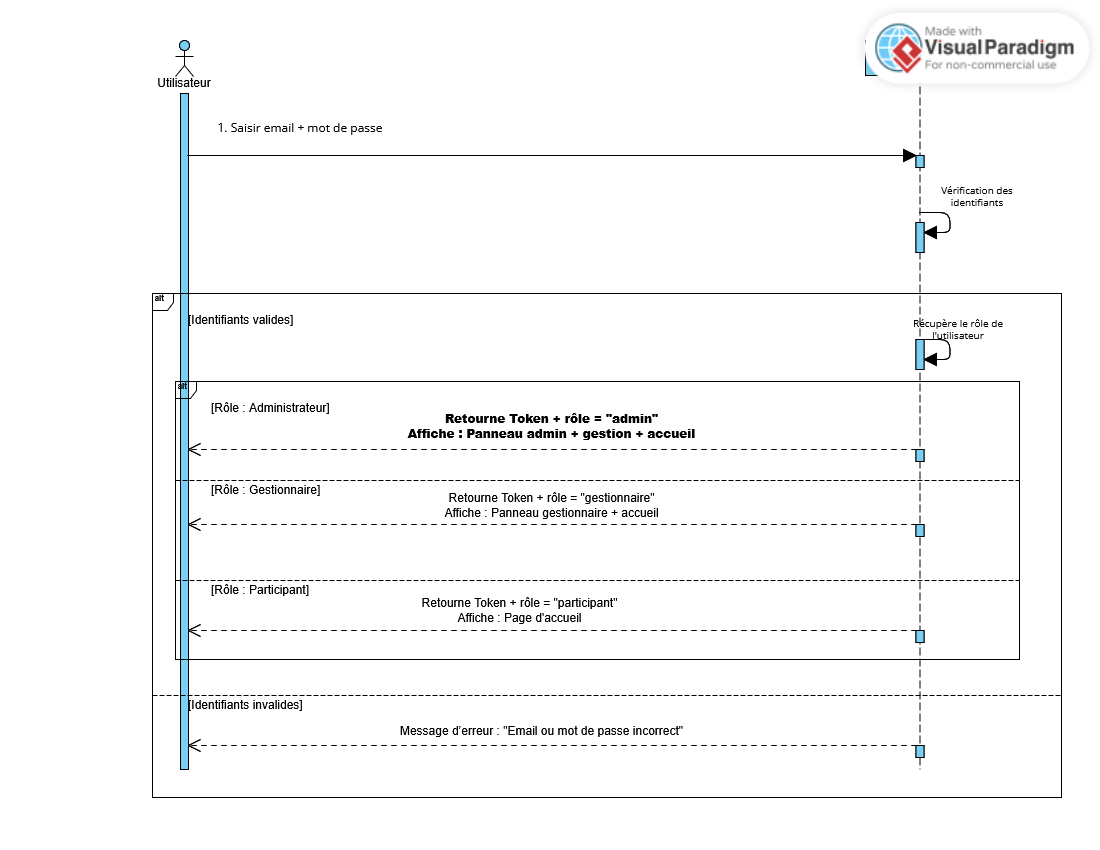 Made with
Visual Paradigm
For non-commercial use
Utilisateur
1. Saisir email + mot de passe
Vérification des
identifiants
alt
[Identifiants valides]
Récupère le rôle de
l'utilisateur
alt
[Rôle : Administrateur]
Retourne Token + rôle = "admin"
Affiche : Panneau admin + gestion + accueil
[Rôle : Gestionnaire]
Retourne Token + rôle = "gestionnaire"
Affiche : Panneau gestionnaire + accueil
[Rôle : Participant]
Retourne Token + rôle = "participant"
Affiche : Page d'accueil
[Identifiants invalides]
Message d'erreur : "Email ou mot de passe incorrect"